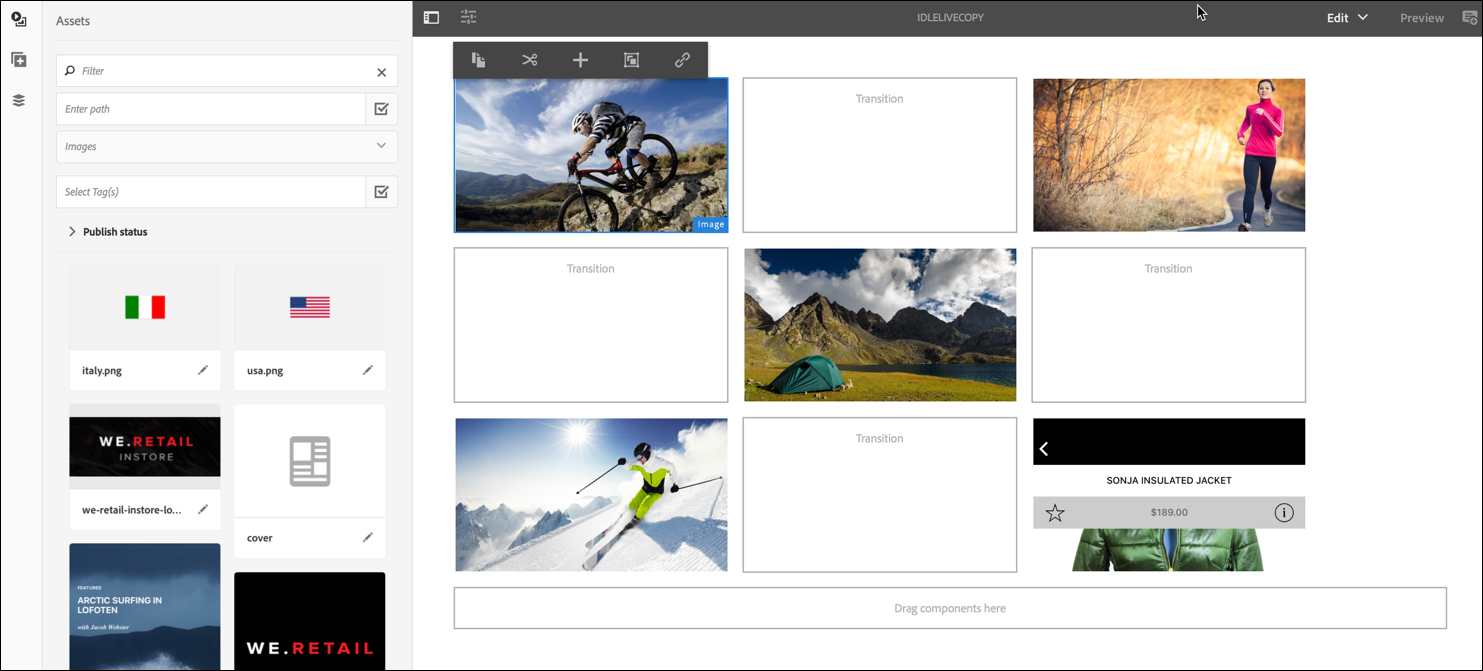 Assets
IDLELIVECOPY
Edit
Preview
Filter
Enter path
Images
Select Tag(s)
Publish status
italy.png
usa.png
WE.RETAIL
INSTORE
we-retail-instore-lo...
cover
FEATURED
ARCTIC SURFING IN
LOFOTEN
with Jacob Webster
WE.RETAIL
Image
Transition
Transition
Transition
Transition
SONJA INSULATED JACKET
$189.00
Drag components here